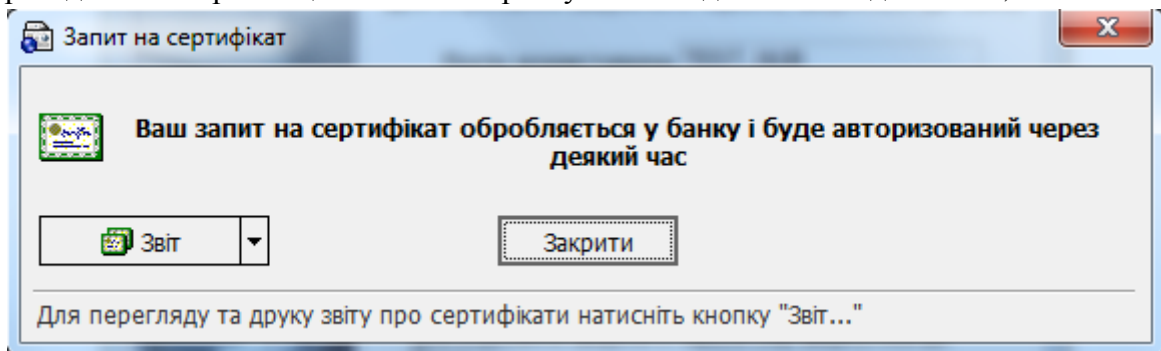 Запит на сертифікат
Ваш запит на сертифікат обробляється у банку і буде авторизований через
деякий час
Звіт
Закрити
Для перегляду та друку звіту про сертифікати натисніть кнопку "Звіт..."